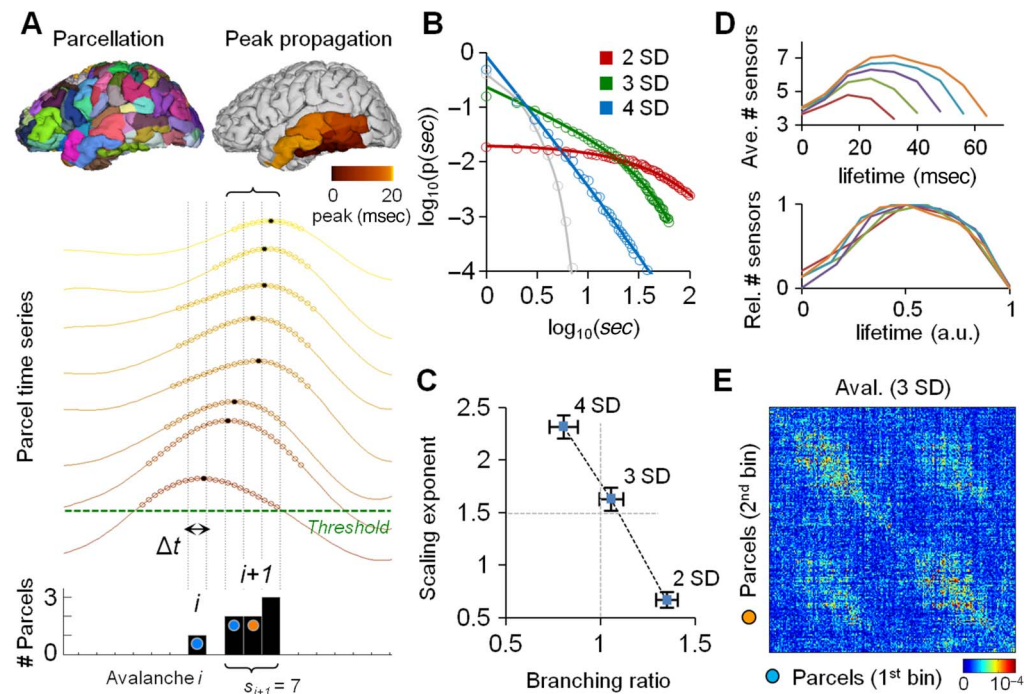 A
Parcellation
Peak propagation
0
20
peak (msec)
Parcel time series
Threshold
Δt
# Parcels
3
0
i
i+1
Avalanche i
s_{i+1} = 7
B
2 SD
3 SD
4 SD
log₁₀(p(sec)
0
−1
−2
−3
−4
0
0.5
1.0
1.5
2
log₁₀(sec)
C
Scaling exponent
2.5
2
1.5
1
0.5
4 SD
3 SD
2 SD
0.5
1
1.5
Branching ratio
D
Ave. # sensors
7
5
3
0
20
40
60
lifetime (msec)
Rel. # sensors
1
0
0
0.5
1
lifetime (a.u.)
E
Aval. (3 SD)
Parcels (2nd bin)
Parcels (1st bin)
0
10⁻⁴